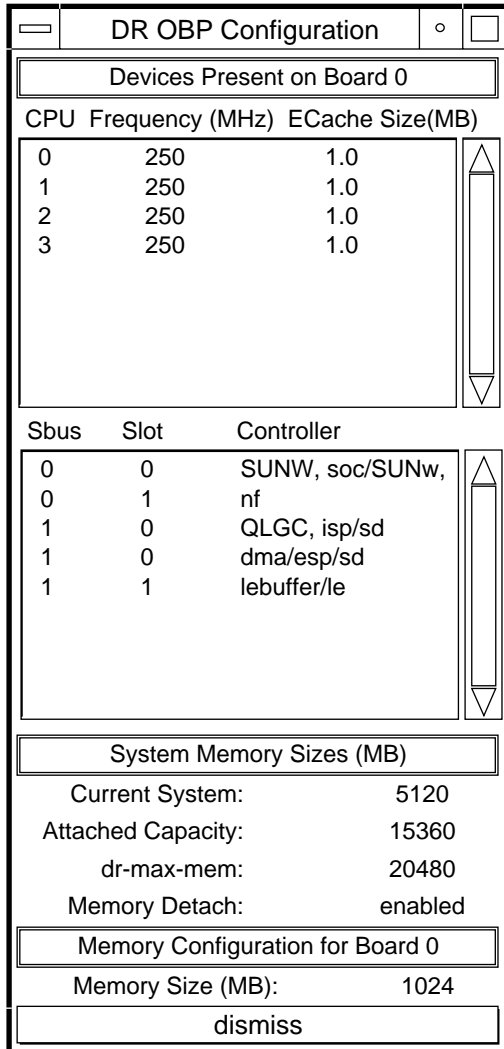 DR OBP Configuration
Devices Present on Board 0
CPU Frequency (MHz) ECache Size(MB)
0 250 1.0
1 250 1.0
2 250 1.0
3 250 1.0
Sbus Slot Controller
0 0 SUNW, soc/SUNw,
0 1 nf
1 0 QLGC, isp/sd
1 0 dma/esp/sd
1 1 lebuffer/le
System Memory Sizes (MB)
Current System: 5120
Attached Capacity: 15360
dr-max-mem: 20480
Memory Detach: enabled
Memory Configuration for Board 0
Memory Size (MB): 1024
dismiss